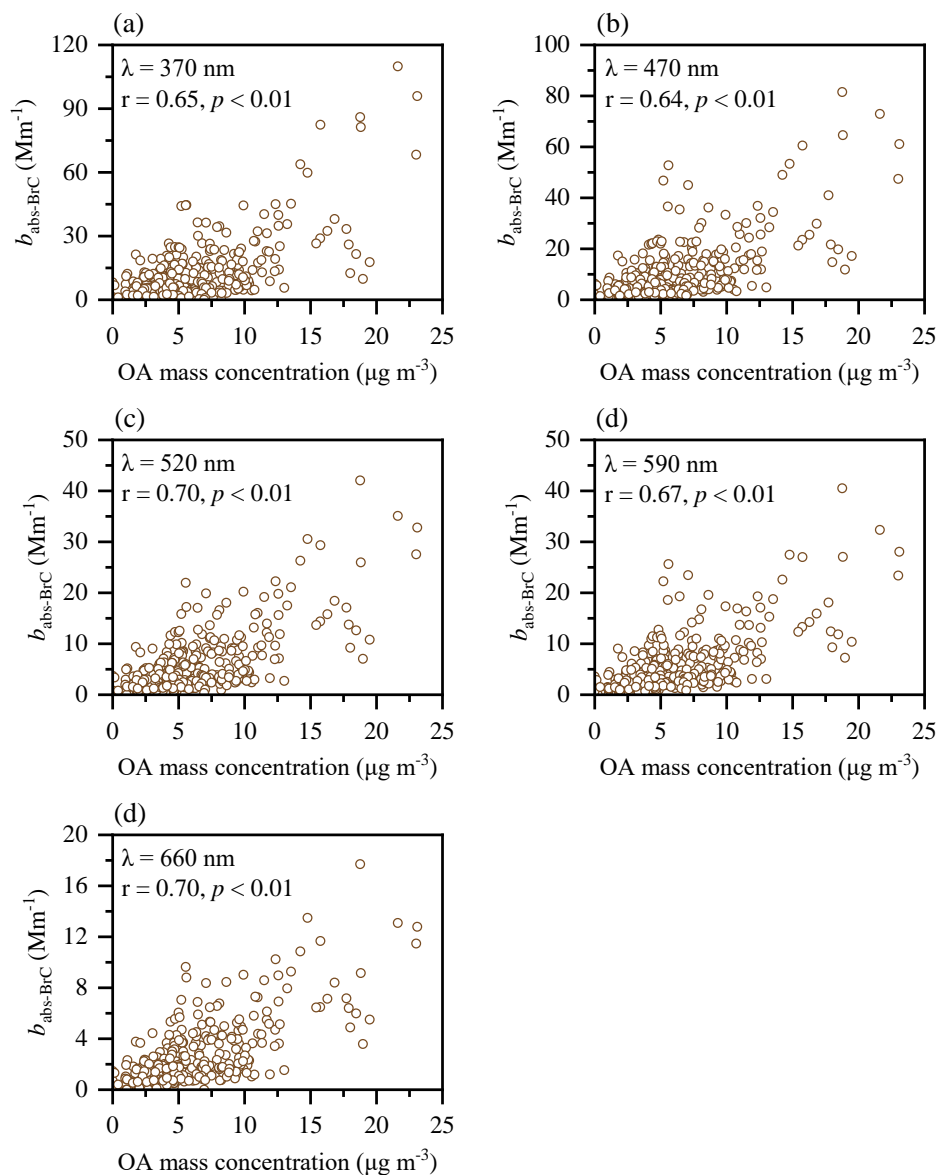 (a)
120
90
60
30
0
b abs-BrC (Mm⁻¹)
λ = 370 nm
r = 0.65, p < 0.01
0 5 10 15 20 25
OA mass concentration (μg m⁻³)
(b)
100
80
60
40
20
0
b abs-BrC (Mm⁻¹)
λ = 470 nm
r = 0.64, p < 0.01
0 5 10 15 20 25
OA mass concentration (μg m⁻³)
(c)
50
40
30
20
10
0
b abs-BrC (Mm⁻¹)
λ = 520 nm
r = 0.70, p < 0.01
0 5 10 15 20 25
OA mass concentration (μg m⁻³)
(d)
50
40
30
20
10
0
b abs-BrC (Mm⁻¹)
λ = 590 nm
r = 0.67, p < 0.01
0 5 10 15 20 25
OA mass concentration (μg m⁻³)
(d)
20
16
12
8
4
0
b abs-BrC (Mm⁻¹)
λ = 660 nm
r = 0.70, p < 0.01
0 5 10 15 20 25
OA mass concentration (μg m⁻³)